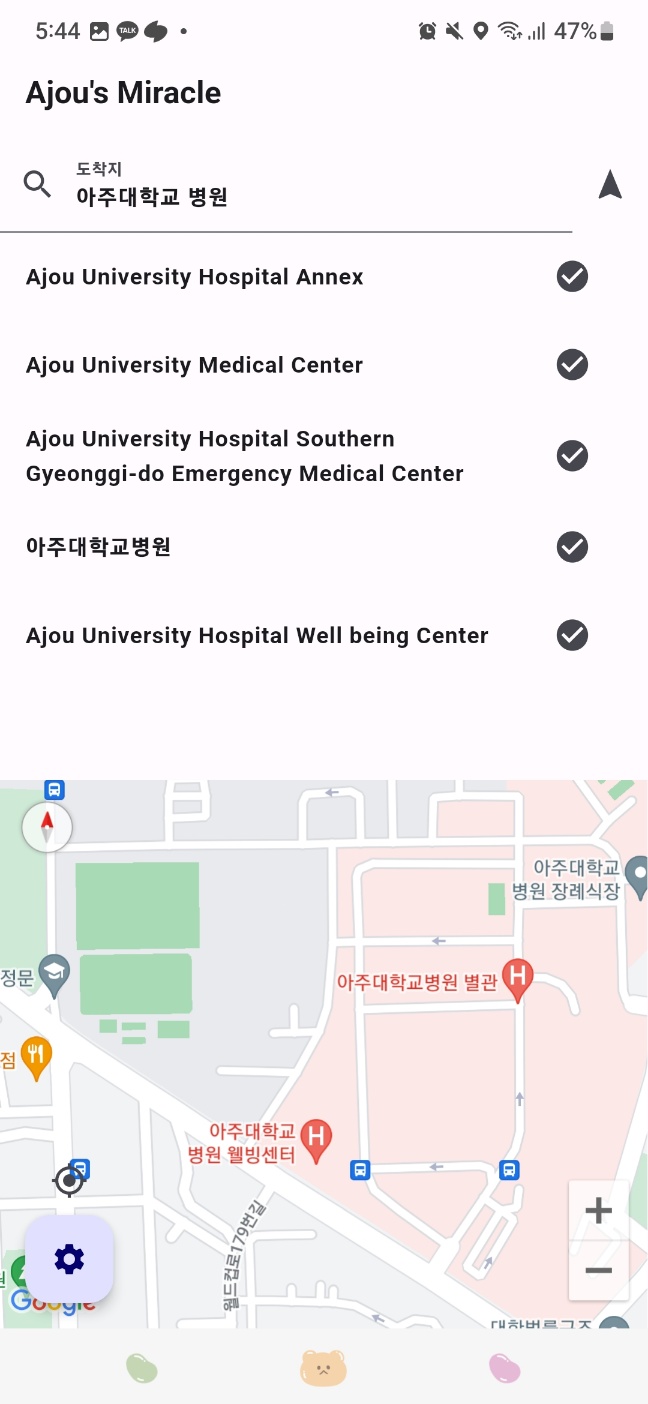 5:44 TALK 47%
Ajou's Miracle
도착지
아주대학교 병원
Ajou University Hospital Annex
Ajou University Medical Center
Ajou University Hospital Southern
Gyeonggi-do Emergency Medical Center
아주대학교병원
Ajou University Hospital Well being Center
아주대학교
병원 장례식장
정문
아주대학교병원 별관
H
점
아주대학교
병원 웰빙센터
H
월드컵로179번길
원
Google